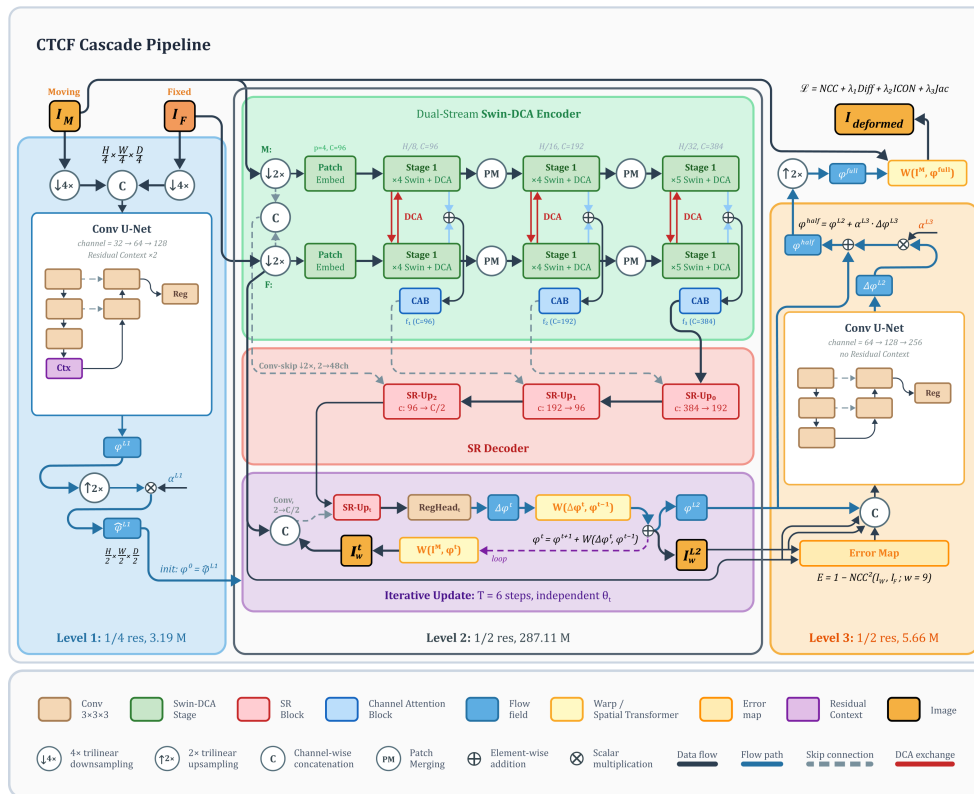 CTCF Cascade Pipeline
Moving
I_M
Fixed
I_F
H/4 × W/4 × D/4
↓4×
C
↓4×
Conv U-Net
channel = 32 → 64 → 128
Residual Context ×2
Reg
Ctx
φ^L1
↑2×
α^L1
φ̂^L1
H/2 × W/2 × D/2
init: φ⁰ = φ̂^L1
Level 1: 1/4 res, 3.19 M
Dual-Stream Swin-DCA Encoder
M:
p=4, C=96
H/8, C=96
H/16, C=192
H/32, C=384
↓2×
Patch
Embed
Stage 1
×4 Swin + DCA
PM
Stage 1
×4 Swin + DCA
PM
Stage 1
×5 Swin + DCA
C
DCA
DCA
DCA
↓2×
Patch
Embed
Stage 1
×4 Swin + DCA
PM
Stage 1
×4 Swin + DCA
PM
Stage 1
×5 Swin + DCA
F:
CAB
CAB
CAB
f₁ (C=96)
f₂ (C=192)
f₃ (C=384)
Conv-skip ↓2×, 2→48ch
SR-Up₂
c: 96 → C/2
SR-Up₁
c: 192 → 96
SR-Up₀
c: 384 → 192
SR Decoder
Conv,
2→C/2
C
SR-Up_t
RegHead_t
Δφ^t
W(Δφ^t, φ^t−1)
φ^L2
I_w^t
W(I^M, φ^t)
φ^t = φ^t+1 + W(Δφ^t, φ^t−1)
loop
I_w^L2
Iterative Update: T = 6 steps, independent θ_t
Level 2: 1/2 res, 287.11 M
ℒ = NCC + λ₁Diff + λ₂ICON + λ₃Jac
I_deformed
↑2×
φ^full
W(I^M, φ^full)
φ^half = φ^L2 + α^L3 · Δφ^L3
α^L3
φ^half
Δφ^L2
Conv U-Net
channel = 64 → 128 → 256
no Residual Context
Reg
C
Error Map
E = 1 − NCC²(I_W, I_F; w = 9)
Level 3: 1/2 res, 5.66 M
Conv
3×3×3
Swin-DCA
Stage
SR
Block
Channel Attention
Block
Flow
field
Warp /
Spatial Transformer
Error
map
Residual
Context
Image
↓4×
4× trilinear
downsampling
↑2×
2× trilinear
upsampling
C
Channel-wise
concatenation
PM
Patch
Merging
Element-wise
addition
Scalar
multiplication
Data flow
Flow path
Skip connection
DCA exchange